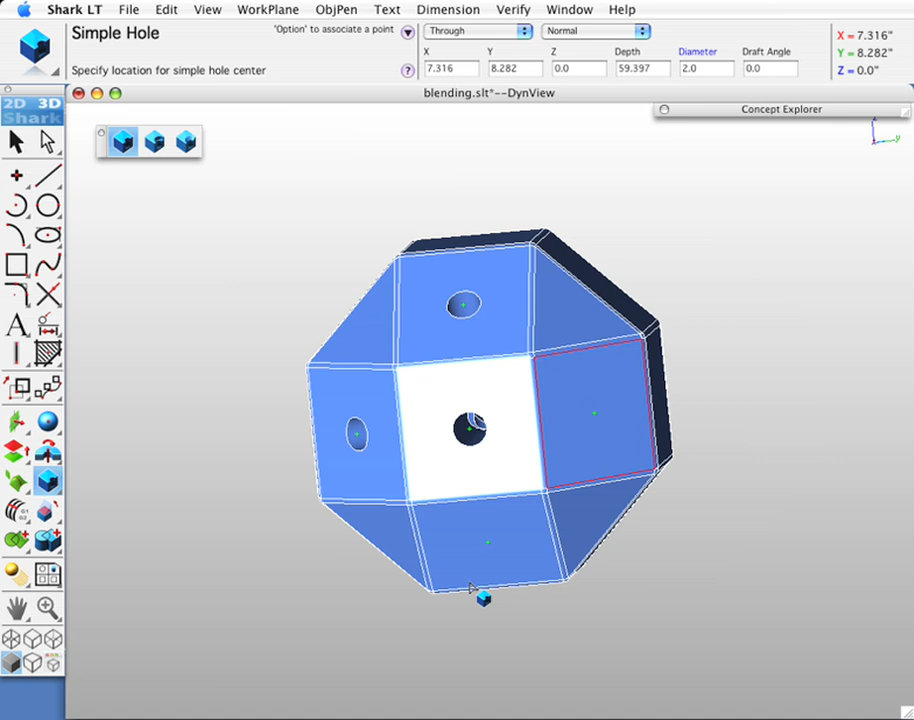 Shark LT File Edit View WorkPlane ObjPen Text Dimension Verify Window Help
Simple Hole
'Option' to associate a point
Specify location for simple hole center
Through Normal
X Y Z Depth Diameter Draft Angle
7.316 8.282 0.0 59.397 2.0 0.0
X = 7.316"
Y = 8.282"
Z = 0.0"
blending.slt*--DynView
Concept Explorer
2D 3D
Shark
A
y